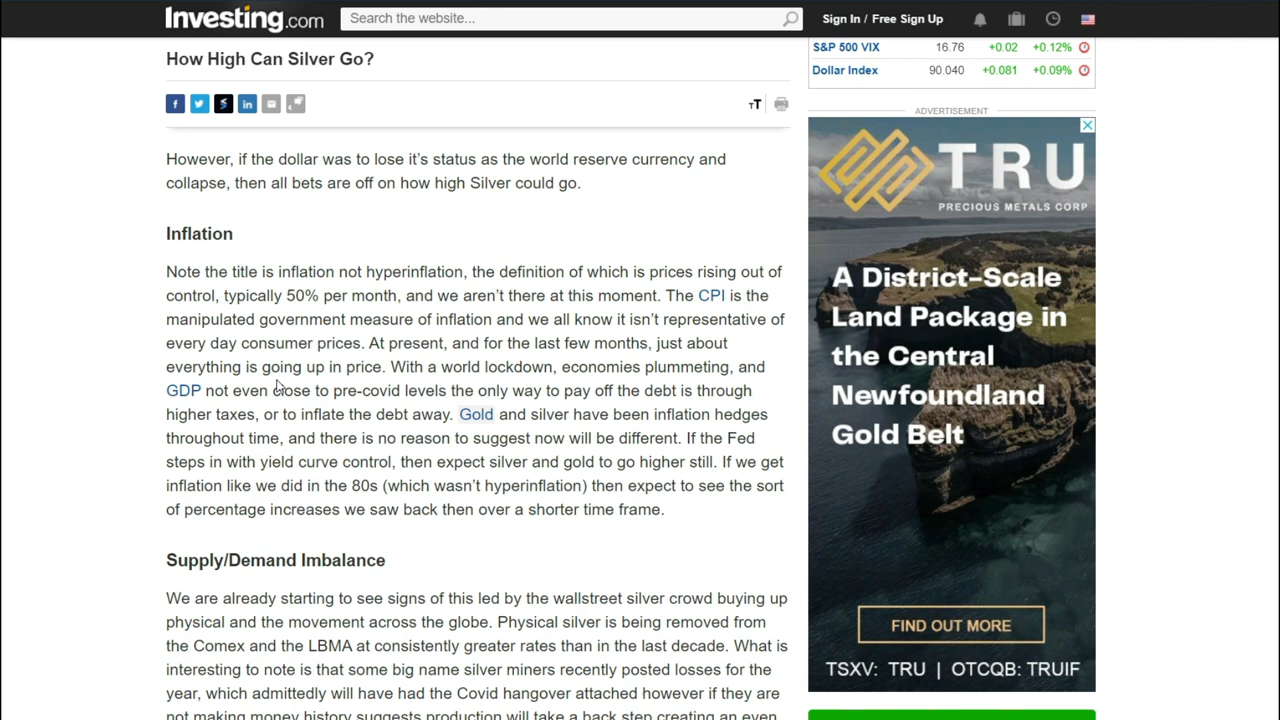 Investing.com
Search the website...
Sign In / Free Sign Up
How High Can Silver Go?
However, if the dollar was to lose it's status as the world reserve currency and
collapse, then all bets are off on how high Silver could go.
Inflation
Note the title is inflation not hyperinflation, the definition of which is prices rising out of
control, typically 50% per month, and we aren't there at this moment. The CPI is the
manipulated government measure of inflation and we all know it isn't representative of
every day consumer prices. At present, and for the last few months, just about
everything is going up in price. With a world lockdown, economies plummeting, and
GDP not even close to pre-covid levels the only way to pay off the debt is through
higher taxes, or to inflate the debt away. Gold and silver have been inflation hedges
throughout time, and there is no reason to suggest now will be different. If the Fed
steps in with yield curve control, then expect silver and gold to go higher still. If we get
inflation like we did in the 80s (which wasn't hyperinflation) then expect to see the sort
of percentage increases we saw back then over a shorter time frame.
Supply/Demand Imbalance
We are already starting to see signs of this led by the wallstreet silver crowd buying up
physical and the movement across the globe. Physical silver is being removed from
the Comex and the LBMA at consistently greater rates than in the last decade. What is
interesting to note is that some big name silver miners recently posted losses for the
year, which admittedly will have had the Covid hangover attached however if they are
not making money history suggests production will take a back step creating an even
S&P 500 VIX 16.76 +0.02 +0.12%
Dollar Index 90.040 +0.081 +0.09%
ADVERTISEMENT
TRU
PRECIOUS METALS CORP
A District-Scale
Land Package in
the Central
Newfoundland
Gold Belt
FIND OUT MORE
TSXV: TRU | OTCQB: TRUIF